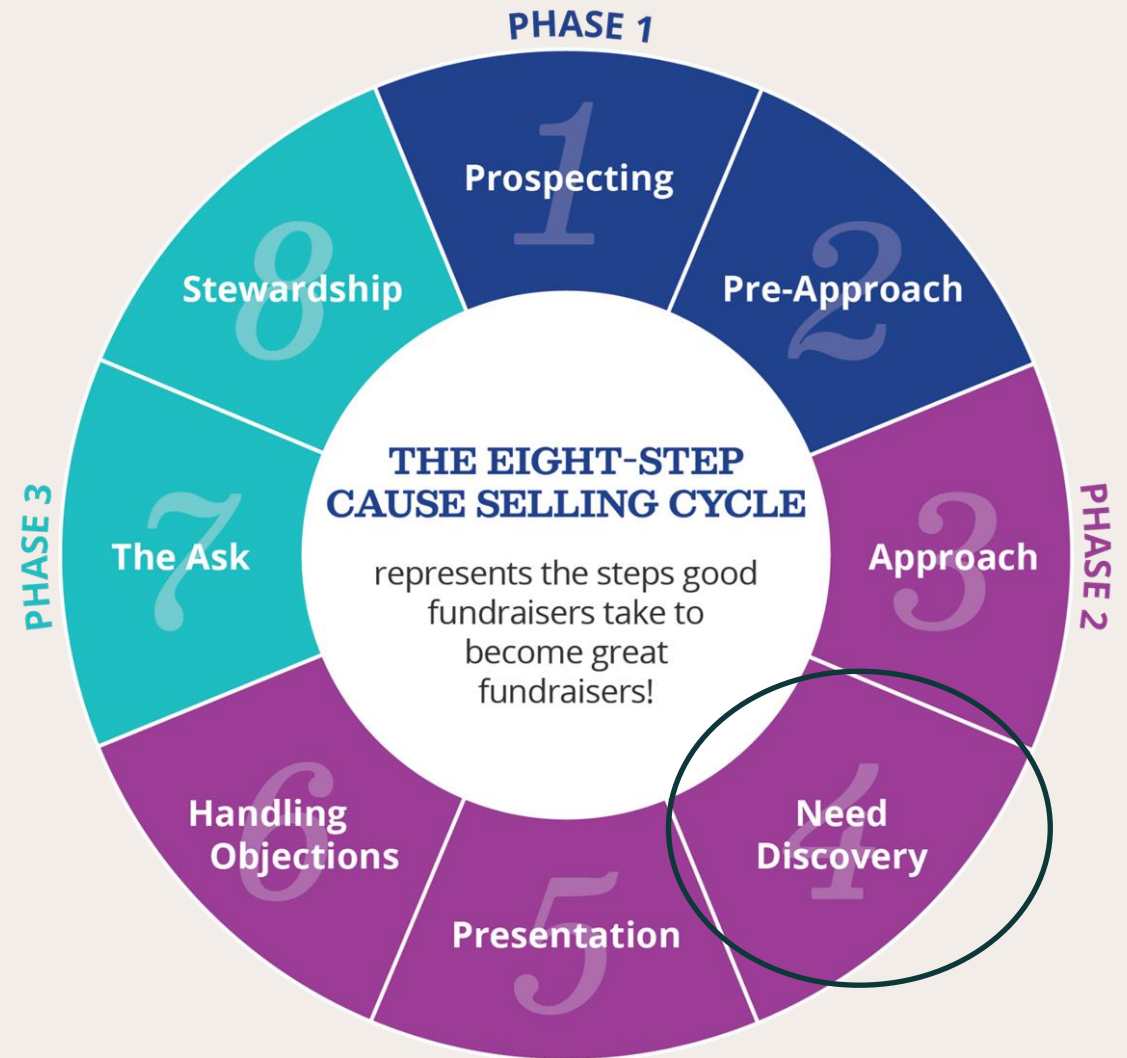 PHASE 1
1
Prospecting
2
Pre-Approach
PHASE 2
3
Approach
4
Need
Discovery
5
Presentation
6
Handling
Objections
PHASE 3
7
The Ask
8
Stewardship
THE EIGHT-STEP
CAUSE SELLING CYCLE
represents the steps good
fundraisers take to
become great
fundraisers!